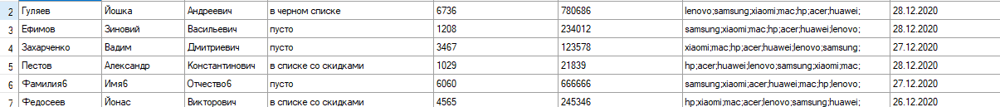 2 Гуляев Йошка Андреевич в черном списке 6736 780686 lenovo;samsung;xiaomi;mac;hp;acer;huawei; 28.12.2020
3 Ефимов Зиновий Васильевич пусто 1208 234012 samsung;xiaomi;mac;hp;acer;huawei;lenovo; 28.12.2020
4 Захарченко Вадим Дмитриевич пусто 3467 123578 xiaomi;mac;hp;acer;huawei;lenovo;samsung; 27.12.2020
5 Пестов Александр Константинович в списке со скидками 1029 21839 hp;acer;huawei;lenovo;samsung;xiaomi;mac; 28.12.2020
6 Фамилия6 Имя6 Отчество6 пусто 6060 666666 samsung;xiaomi;acer;huawei;mac;hp;lenovo; 27.12.2020
7 Федосеев Йонас Викторович в списке со скидками 4565 245346 hp;xiaomi;mac;acer;lenovo;samsung;huawei; 26.12.2020